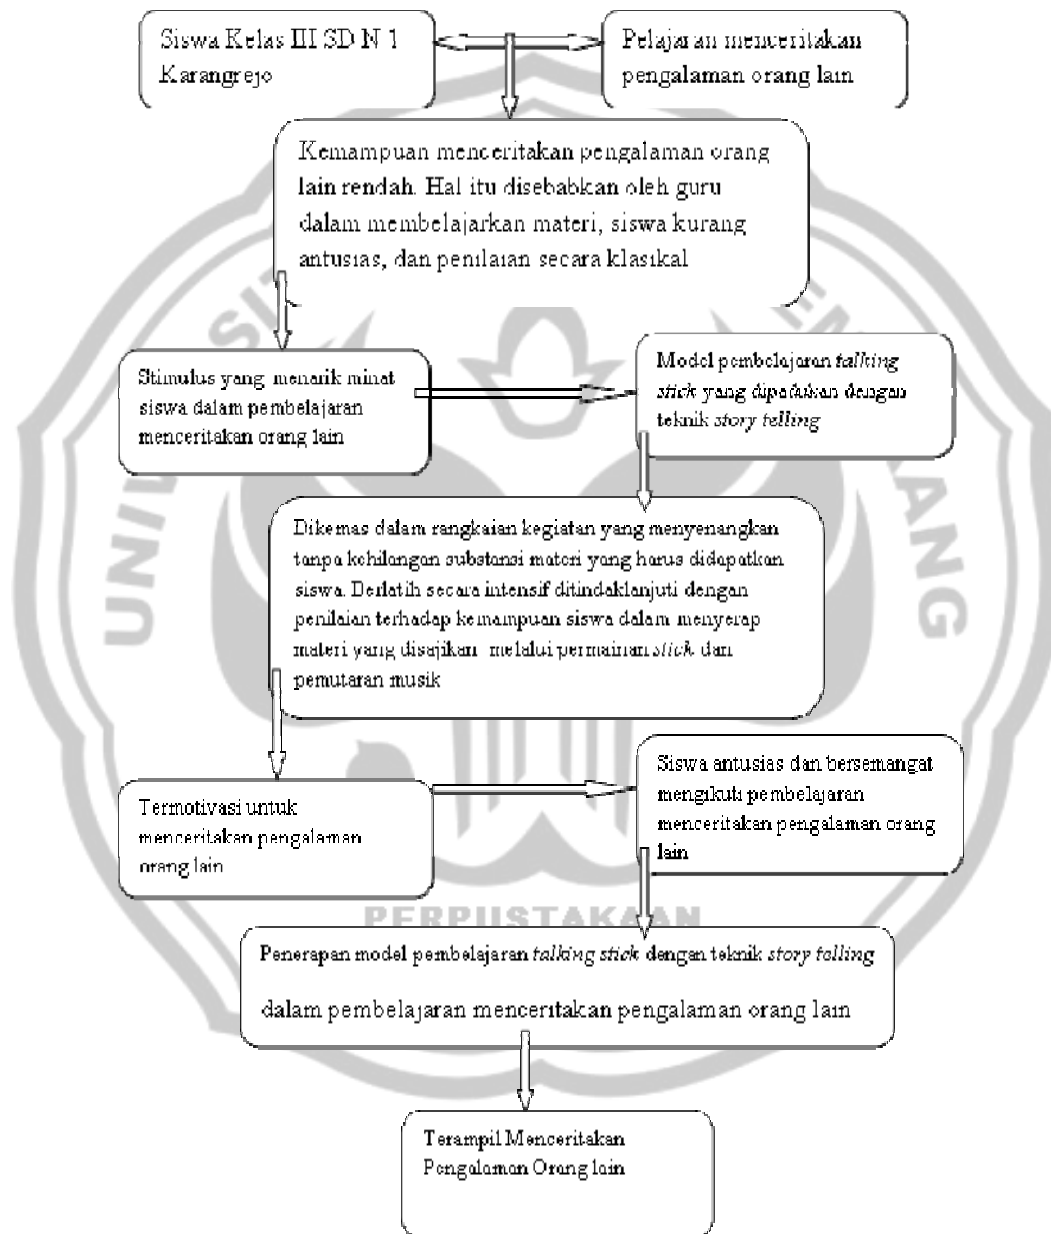 Siswa Kelas III SD N 1
Karangrejo
Pelajaran menceritakan
pengalaman orang lain
Kemampuan menceritakan pengalaman orang
lain rendah. Hal itu disebabkan oleh guru
dalam membelajarkan materi, siswa kurang
antusias, dan penilaian secara klasikal
Stimulus yang menarik minat
siswa dalam pembelajaran
menceritakan orang lain
Model pembelajaran talking
stick yang dipadukan dengan
teknik story telling
Dikemas dalam rangkaian kegiatan yang menyenangkan
tanpa kehilangan substansi materi yang harus didapatkan
siswa. Berlatih secara intensif ditindaklanjuti dengan
penilaian terhadap kemampuan siswa dalam menyerap
materi yang disajikan melalui permainan stick dan
pemutaran musik
Termotivasi untuk
menceritakan pengalaman
orang lain
Siswa antusias dan bersemangat
mengikuti pembelajaran
menceritakan pengalaman orang
lain
PERPUSTAKAAN
Penerapan model pembelajaran talking stick dengan teknik story telling
dalam pembelajaran menceritakan pengalaman orang lain
Terampil Menceritakan
Pengalaman Orang lain